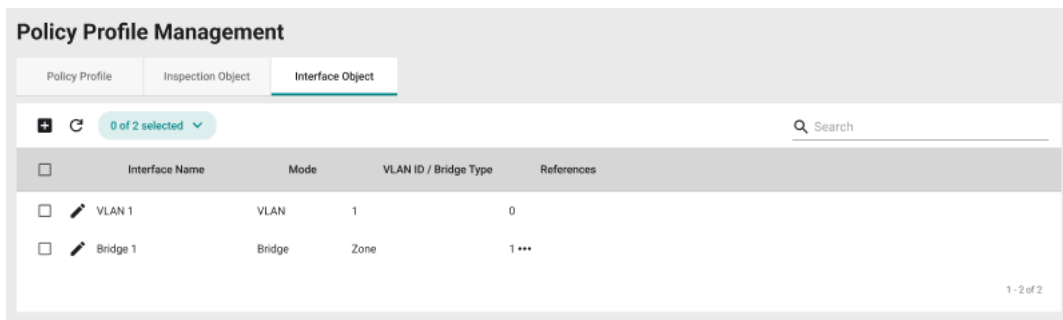 Policy Profile Management
Policy Profile Inspection Object Interface Object
0 of 2 selected Search
Interface Name Mode VLAN ID / Bridge Type References
VLAN 1 VLAN 1 0
Bridge 1 Bridge Zone 1 •••
1 - 2 of 2